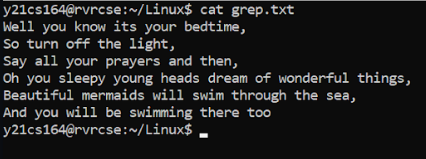 y21cs164@rvrcse:~/Linux$ cat grep.txt
Well you know its your bedtime,
So turn off the light,
Say all your prayers and then,
Oh you sleepy young heads dream of wonderful things,
Beautiful mermaids will swim through the sea,
And you will be swimming there too
y21cs164@rvrcse:~/Linux$